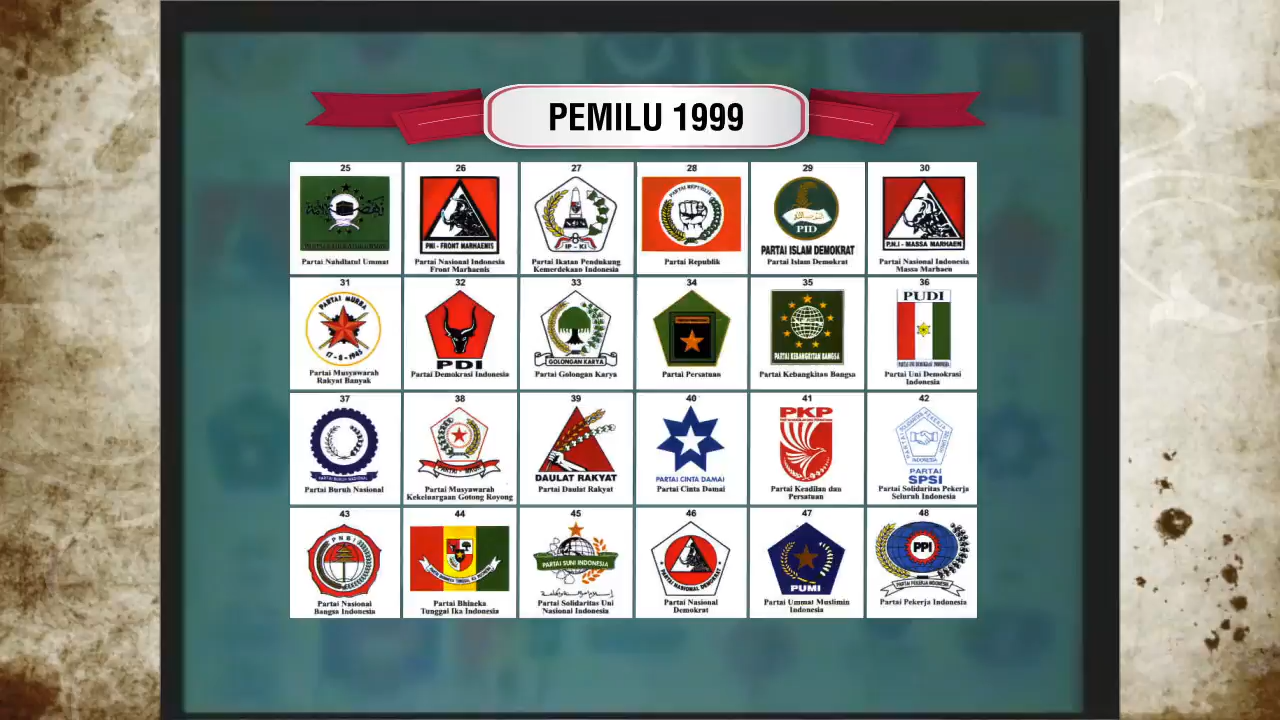 PEMILU 1999
25
Partai Nahdlatul Ummat
26
PNI - FRONT MARHAENIS
Partai Nasional Indonesia
Front Marhaenis
27
IP - KI
Partai Ikatan Pendukung
Kemerdekaan Indonesia
28
PARTAI REPUBLIK
Partai Republik
29
PID
PARTAI ISLAM DEMOKRAT
Partai Islam Demokrat
30
P.N.I - MASSA MARHAEN
Partai Nasional Indonesia
Massa Marhaen
31
PARTAI MURBA
17-8-1945
Partai Musyawarah
Rakyat Banyak
32
PDI
Partai Demokrasi Indonesia
33
GOLONGAN KARYA
Partai Golongan Karya
34
Partai Persatuan
35
PARTAI KEBANGKITAN BANGSA
Partai Kebangkitan Bangsa
36
PUDI
Partai Uni Demokrasi
Indonesia
37
PARTAI BURUH NASIONAL
Partai Buruh Nasional
38
Partai Musyawarah
Kekeluargaan Gotong Royong
39
DAULAT RAKYAT
Partai Daulat Rakyat
40
PARTAI CINTA DAMAI
Partai Cinta Damai
41
PKP
Partai Keadilan dan
Persatuan
42
INDONESIA
PARTAI
SPSI
Partai Solidaritas Pekerja
Seluruh Indonesia
43
P N B I
Partai Nasional
Bangsa Indonesia
44
Partai Bhineka
Tunggal Ika Indonesia
45
PARTAI SUNI INDONESIA
Partai Solidaritas Uni
Nasional Indonesia
46
PARTAI NASIONAL DEMOKRAT
Partai Nasional
Demokrat
47
PUMI
Partai Ummat Muslimin
Indonesia
48
PPI
PARTAI PEKERJA INDONESIA
Partai Pekerja Indonesia